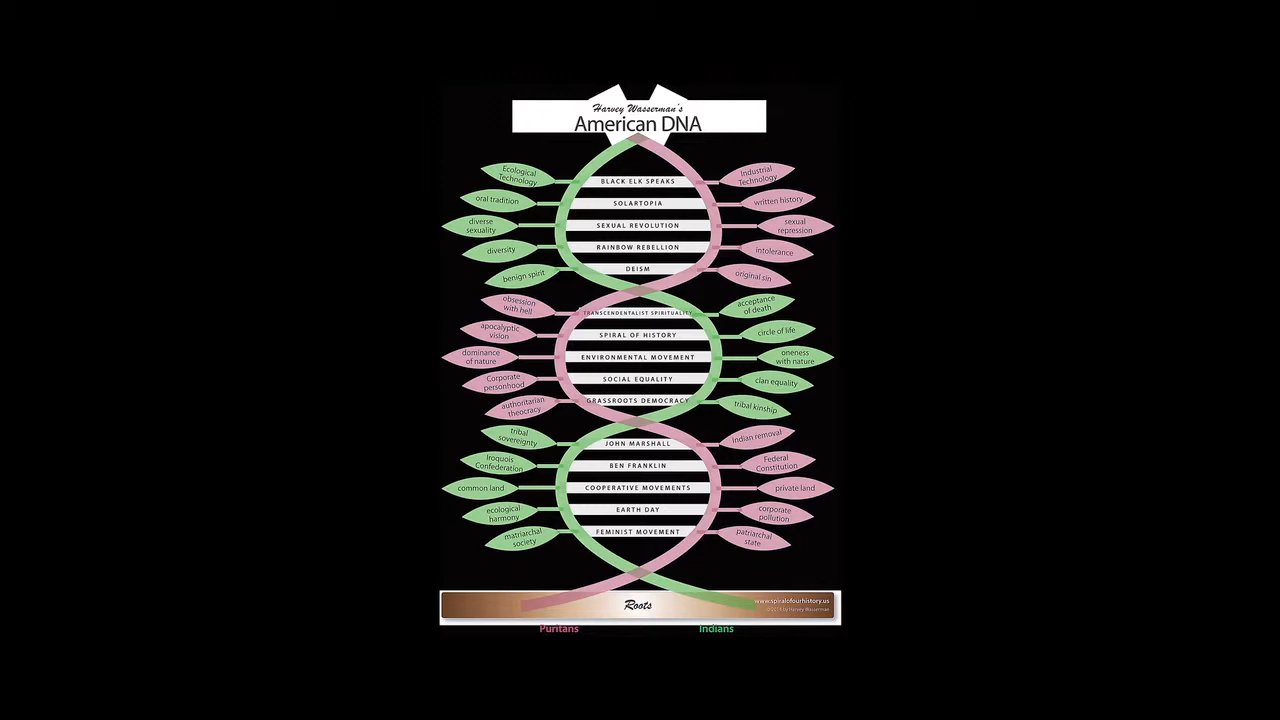 Harvey Wasserman's
American DNA
Ecological
Technology
BLACK ELK SPEAKS
Industrial
Technology
oral tradition
SOLARTOPIA
written history
diverse
sexuality
SEXUAL REVOLUTION
sexual
repression
diversity
RAINBOW REBELLION
intolerance
benign spirit
DEISM
original sin
obsession
with hell
TRANSCENDENTALIST SPIRITUALITY
acceptance
of death
apocalyptic
vision
SPIRAL OF HISTORY
circle of life
dominance
of nature
ENVIRONMENTAL MOVEMENT
oneness
with nature
Corporate
personhood
SOCIAL EQUALITY
clan equality
authoritarian
theocracy
GRASSROOTS DEMOCRACY
tribal kinship
tribal
sovereignty
JOHN MARSHALL
Indian removal
Iroquois
Confederation
BEN FRANKLIN
Federal
Constitution
common land
COOPERATIVE MOVEMENTS
private land
ecological
harmony
EARTH DAY
corporate
pollution
matriarchal
society
FEMINIST MOVEMENT
patriarchal
state
Roots
www.spiralofourhistory.us
by Harvey Wasserman
Puritans
Indians